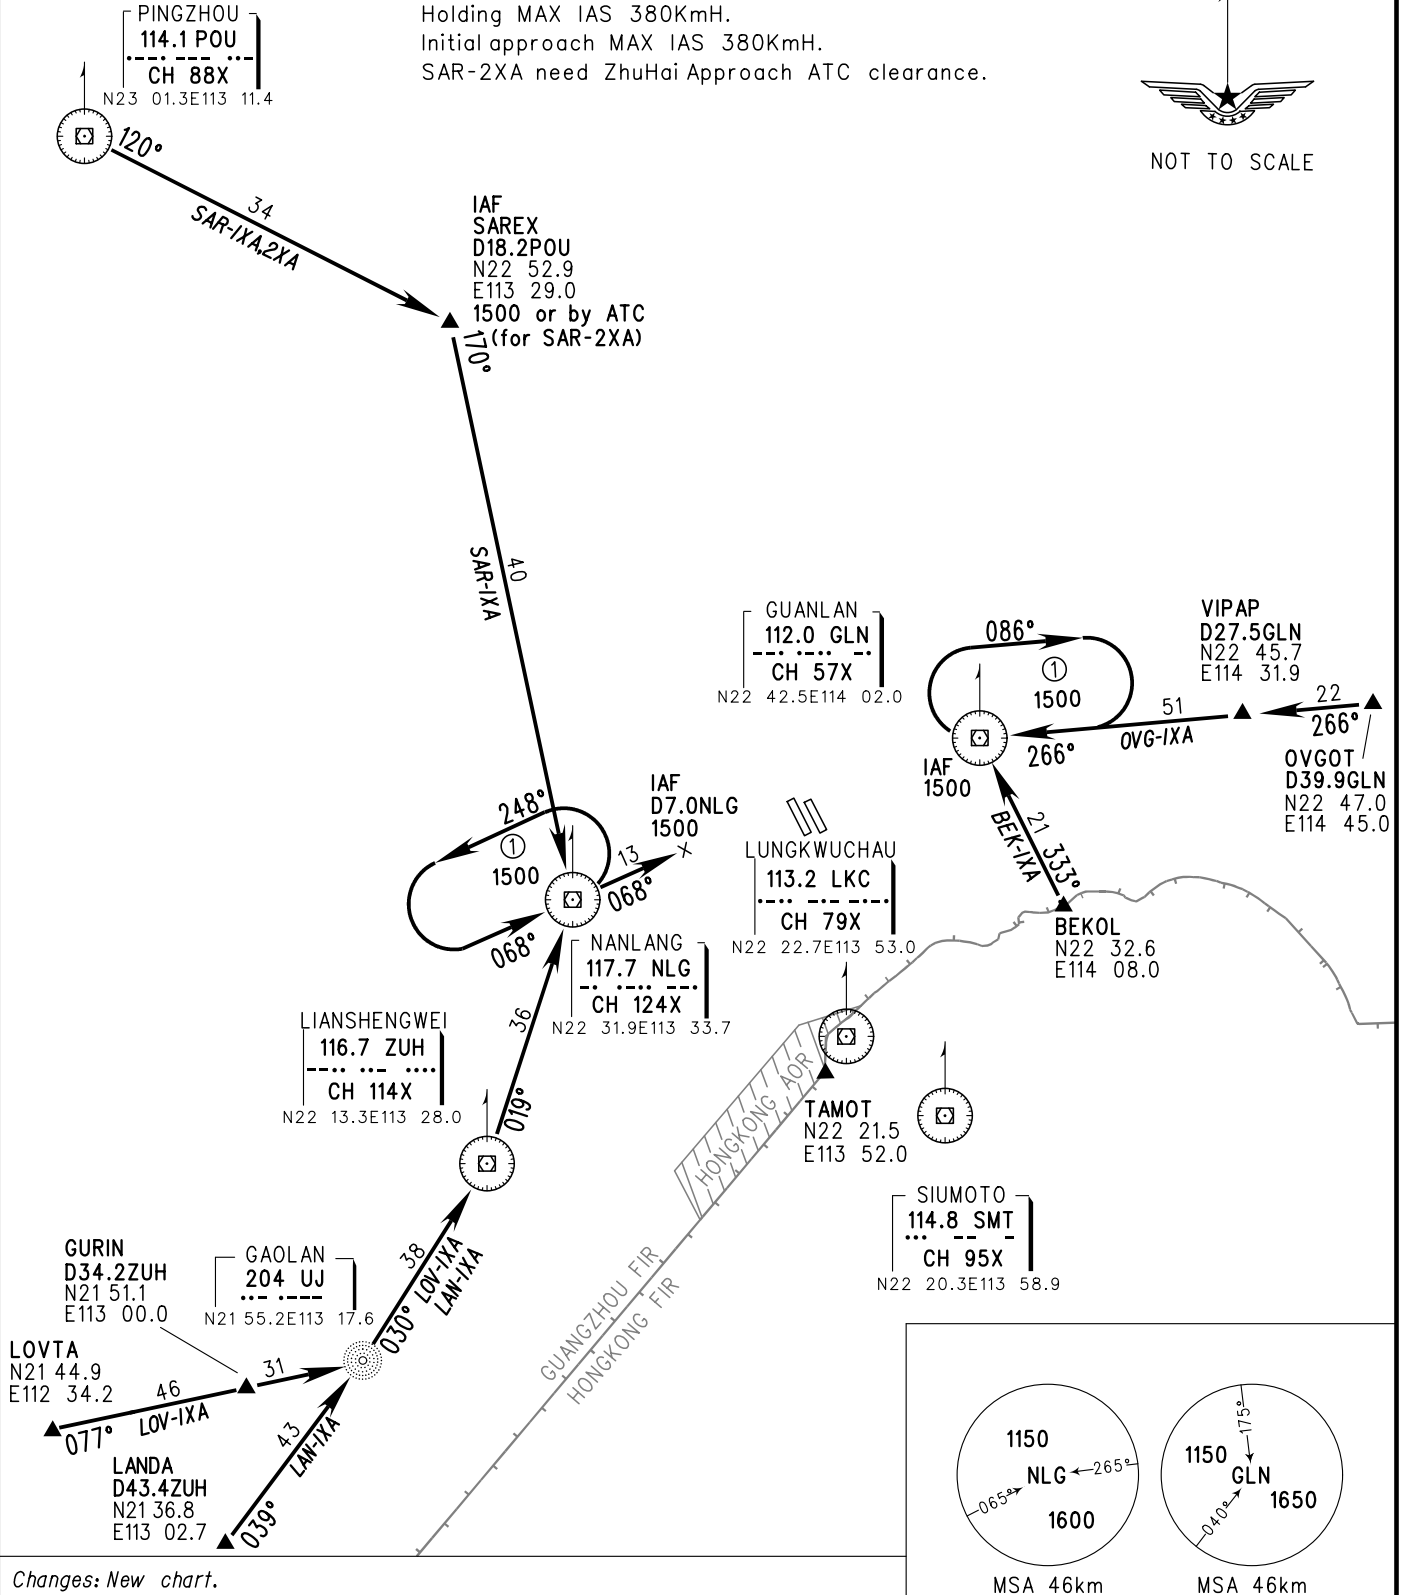 Holding MAX IAS 380KmH.
Initial approach MAX IAS 380KmH.
SAR-2XA need ZhuHai Approach ATC clearance.
PINGZHOU
114.1 POU
CH 88X
N23 01.3E113 11.4
NOT TO SCALE
120°
34
SAR-IXA,2XA
IAF
SAREX
D18.2POU
N22 52.9
E113 29.0
1500 or by ATC
(for SAR-2XA)
170°
40
SAR-IXA
GUANLAN
112.0 GLN
CH 57X
N22 42.5E114 02.0
086°
1
1500
VIPAP
D27.5GLN
N22 45.7
E114 31.9
51
OVG-IXA
266°
22
266°
OVGOT
D39.9GLN
N22 47.0
E114 45.0
IAF
1500
21 333°
BEK-IXA
BEKOL
N22 32.6
E114 08.0
IAF
D7.0NLG
1500
248°
1
1500
13
068°
068°
LUNGKWUCHAU
113.2 LKC
CH 79X
N22 22.7E113 53.0
NANLANG
117.7 NLG
CH 124X
N22 31.9E113 33.7
36
019°
LIANSHENGWEI
116.7 ZUH
CH 114X
N22 13.3E113 28.0
HONGKONG AOR
TAMOT
N22 21.5
E113 52.0
SIUMOTO
114.8 SMT
CH 95X
N22 20.3E113 58.9
GUANGZHOU FIR
HONGKONG FIR
38
LOV-IXA
LAN-IXA
030°
GURIN
D34.2ZUH
N21 51.1
E113 00.0
GAOLAN
204 UJ
N21 55.2E113 17.6
LOVTA
N21 44.9
E112 34.2
31
46
077°
LOV-IXA
43
LAN-IXA
039°
LANDA
D43.4ZUH
N21 36.8
E113 02.7
1150
NLG
265°
065°
1600
MSA 46km
175°
1150
GLN
1650
040°
MSA 46km
Changes: New chart.